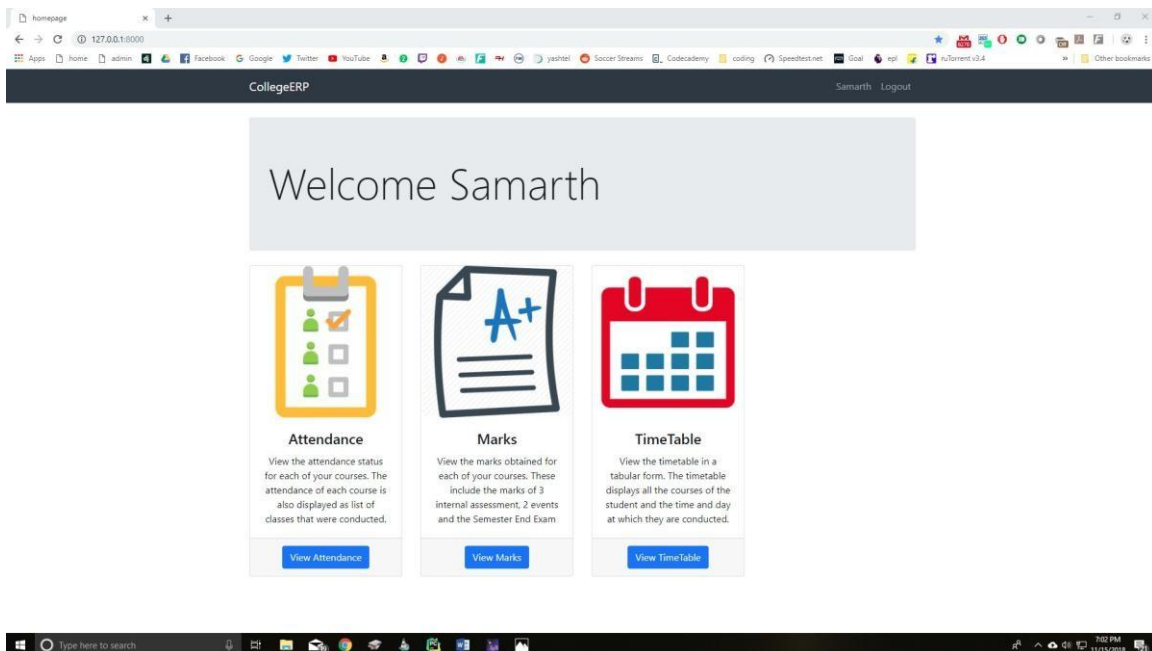 homepage
127.0.0.1:8000
Apps home admin Facebook Google Twitter YouTube yashtel Soccer Streams Codecademy coding Speedtest.net Goal epl ruTorrent v3.4 » Other bookmarks
CollegeERP Samarth Logout
Welcome Samarth
A+
Attendance
View the attendance status
for each of your courses. The
attendance of each course is
also displayed as list of
classes that were conducted.
View Attendance
Marks
View the marks obtained for
each of your courses. These
include the marks of 3
internal assessment, 2 events
and the Semester End Exam
View Marks
TimeTable
View the timetable in a
tabular form. The timetable
displays all the courses of the
student and the time and day
at which they are conducted.
View TimeTable
Type here to search
7:02 PM
11/15/2018